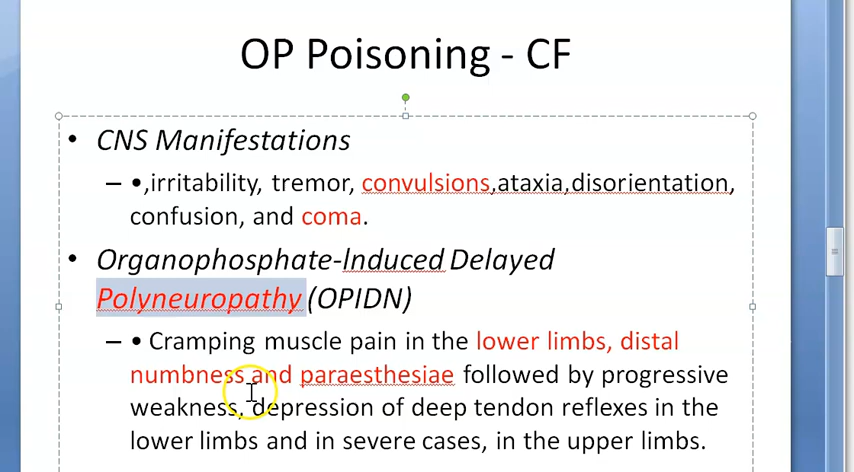 OP Poisoning - CF
• CNS Manifestations
– •,irritability, tremor, convulsions,ataxia,disorientation,
confusion, and coma.
• Organophosphate-Induced Delayed
Polyneuropathy (OPIDN)
– • Cramping muscle pain in the lower limbs, distal
numbness and paraesthesiae followed by progressive
weakness, depression of deep tendon reflexes in the
lower limbs and in severe cases, in the upper limbs.